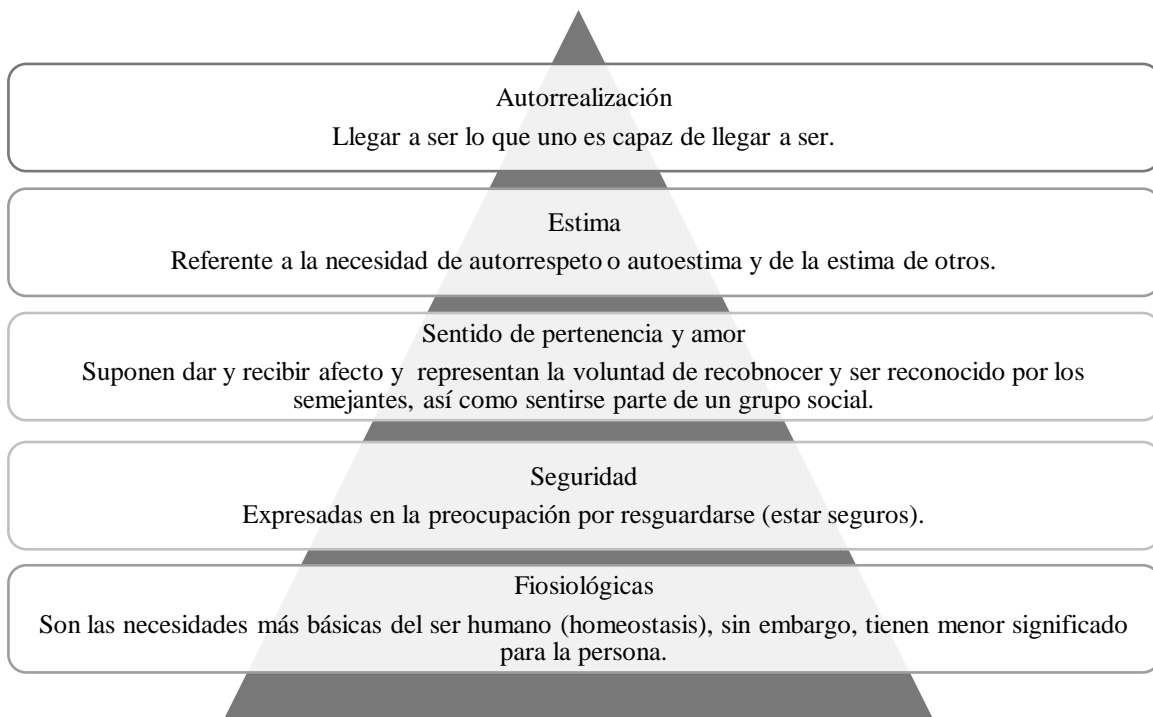 Autorrealización
Llegar a ser lo que uno es capaz de llegar a ser.
Estima
Referente a la necesidad de autorrespeto o autoestima y de la estima de otros.
Sentido de pertenencia y amor
Suponen dar y recibir afecto y representan la voluntad de recobnocer y ser reconocido por los
semejantes, así como sentirse parte de un grupo social.
Seguridad
Expresadas en la preocupación por resguardarse (estar seguros).
Fiosiológicas
Son las necesidades más básicas del ser humano (homeostasis), sin embargo, tienen menor significado
para la persona.